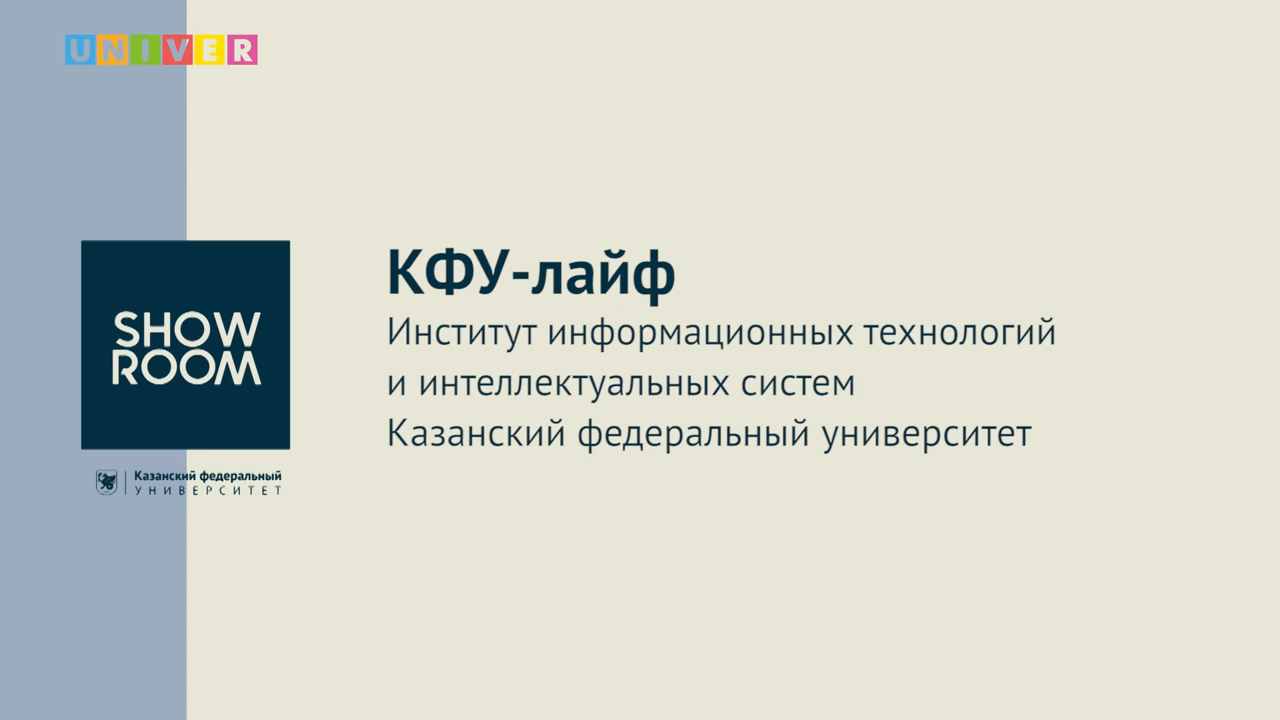 UNIVER
SHOW
ROOM
Казанский федеральный
УНИВЕРСИТЕТ
КФУ-лайф
Институт информационных технологий
и интеллектуальных систем
Казанский федеральный университет